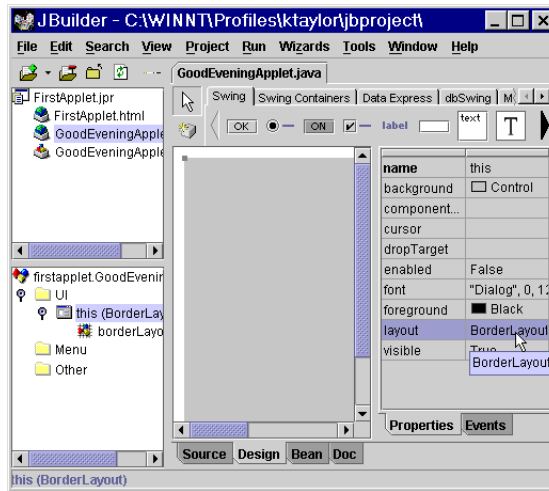 JBuilder - C:\WINNT\Profiles\ktaylor\jbproject\
File Edit Search View Project Run Wizards Tools Window Help
GoodEveningApplet.java
FirstApplet.jpr
FirstApplet.html
GoodEveningApple
GoodEveningApple
Swing Swing Containers Data Express dbSwing M
OK ON label text T
name this
background Control
component...
cursor
dropTarget
enabled False
font "Dialog", 0, 12
foreground Black
layout BorderLayout
visible True
BorderLayout
firstapplet.GoodEvenin
UI
this (BorderLay
borderLayo
Menu
Other
Properties Events
Source Design Bean Doc
this (BorderLayout)